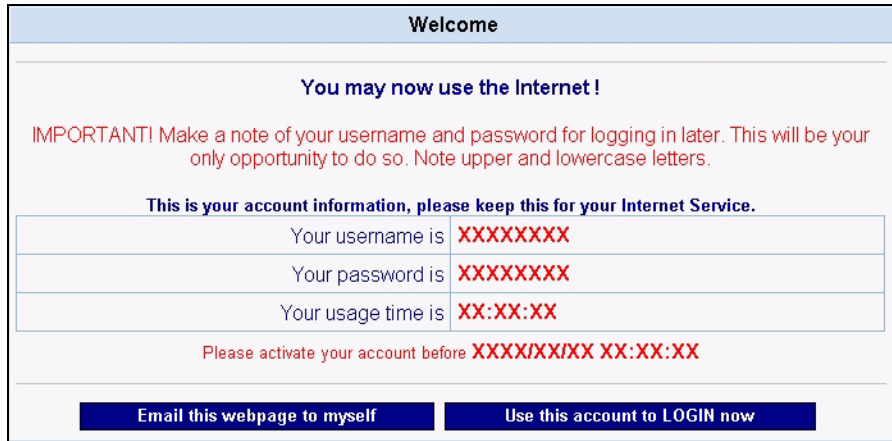 Welcome
You may now use the Internet !
IMPORTANT! Make a note of your username and password for logging in later. This will be your
only opportunity to do so. Note upper and lowercase letters.
This is your account information, please keep this for your Internet Service.
Your username is XXXXXXXX
Your password is XXXXXXXX
Your usage time is XX:XX:XX
Please activate your account before XXXX/XX/XX XX:XX:XX
Email this webpage to myself
Use this account to LOGIN now